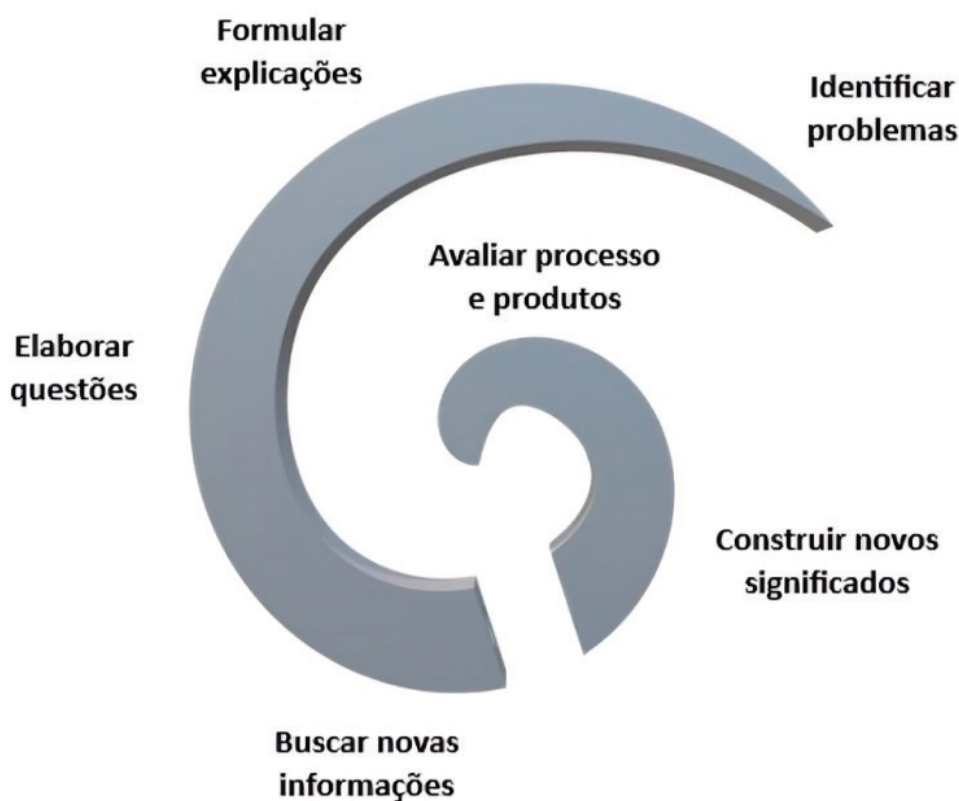 Formular
explicações
Identificar
problemas
Avaliar processo
e produtos
Elaborar
questões
Construir novos
significados
Buscar novas
informações